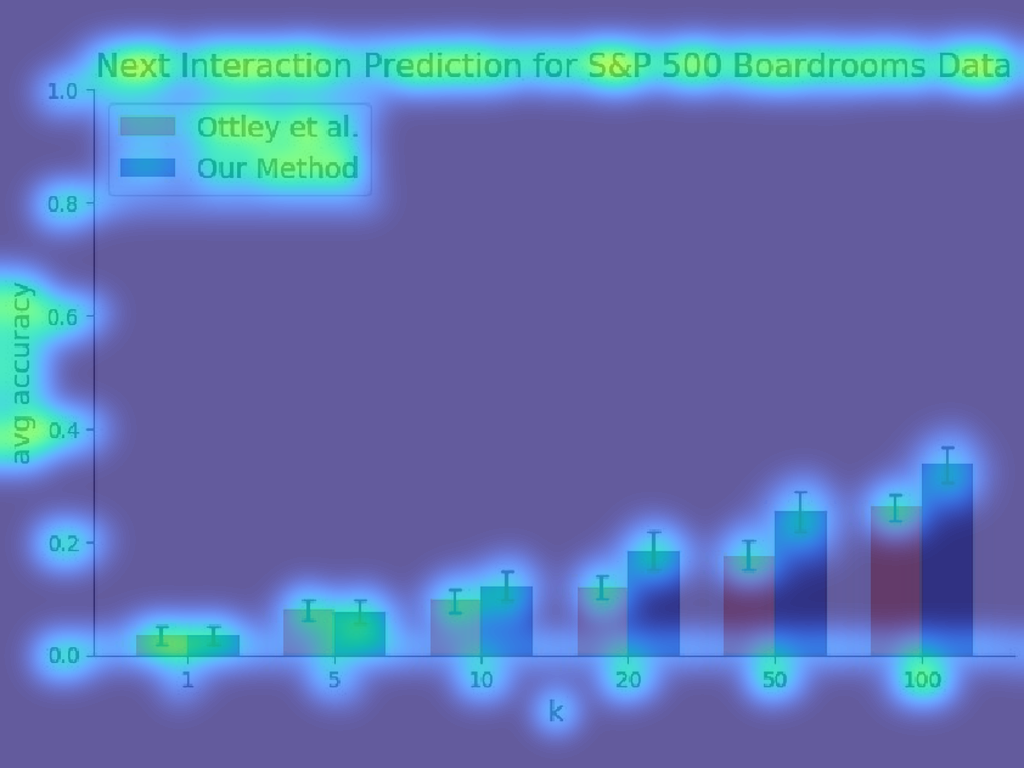 Next Interaction Prediction for S&P 500 Boardrooms Data
1.0
Ottley et al.
Our Method
0.8
0.6
avg accuracy
0.4
0.2
0.0
1 5 10 20 50 100
k